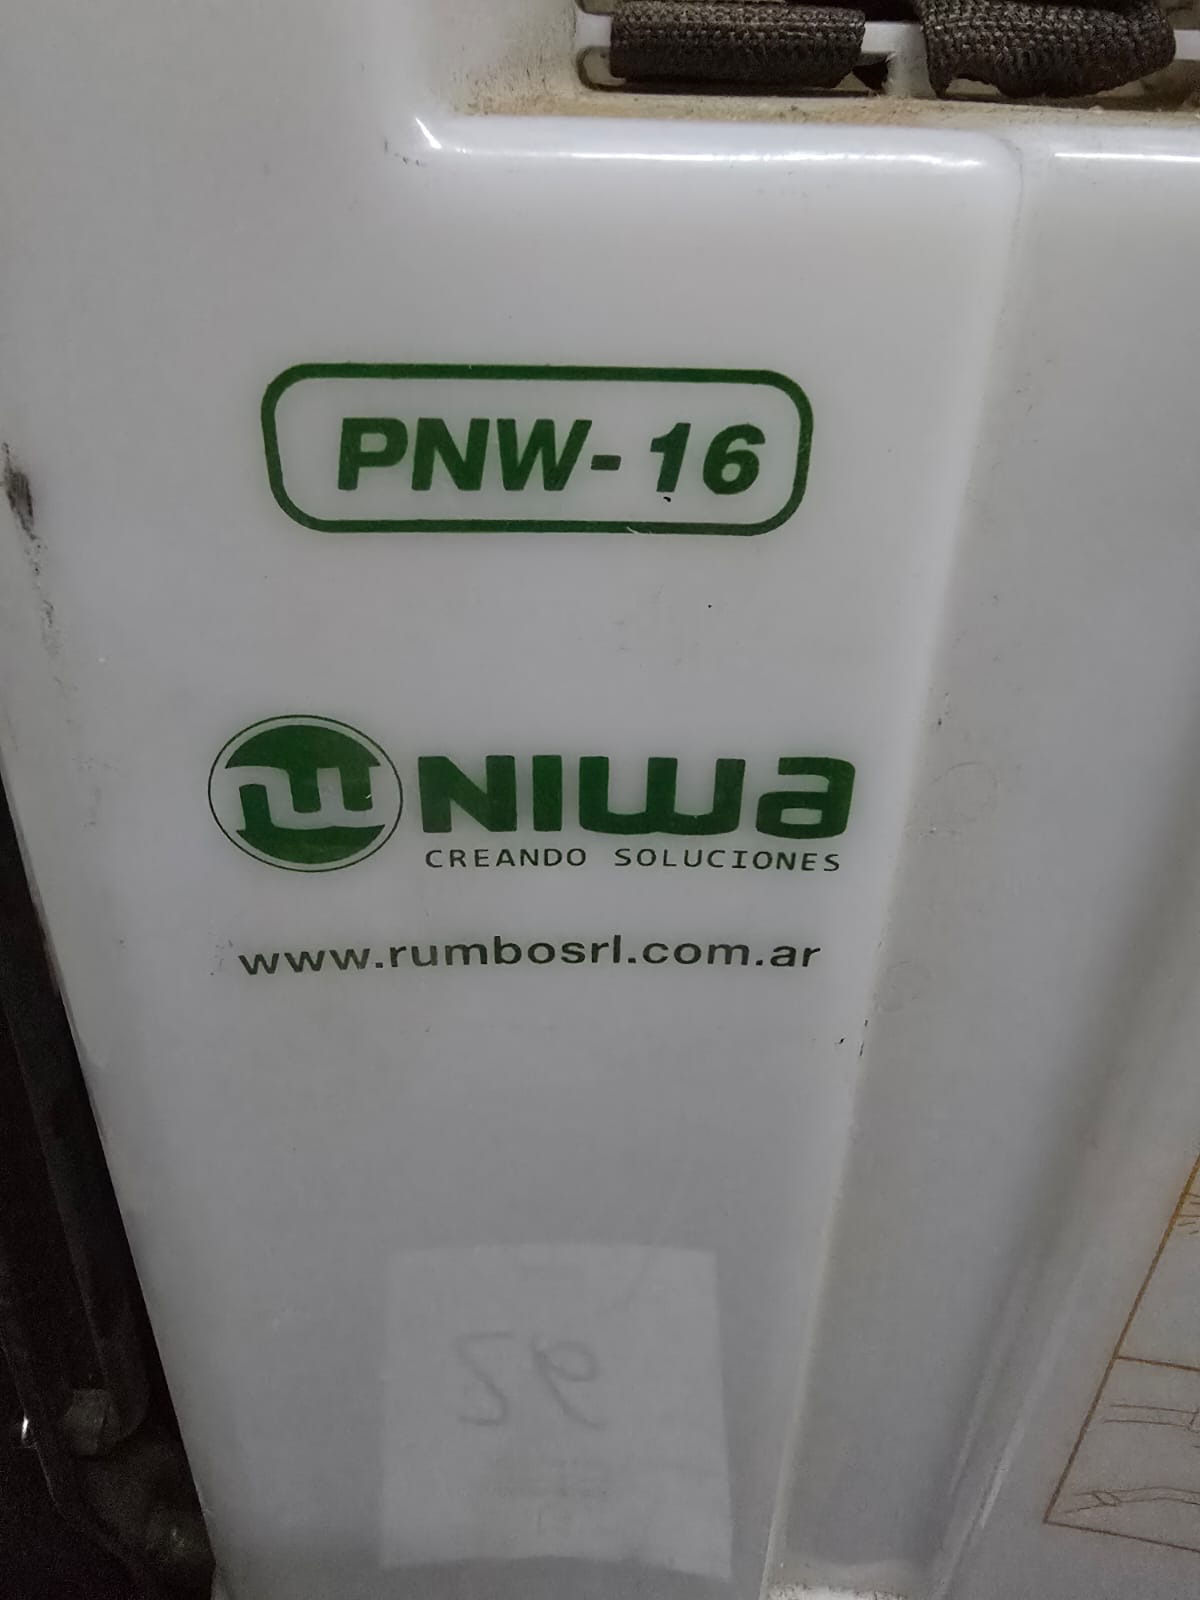 PNW-16
NIWA
CREANDO SOLUCIONES
www.rumbosrl.com.ar